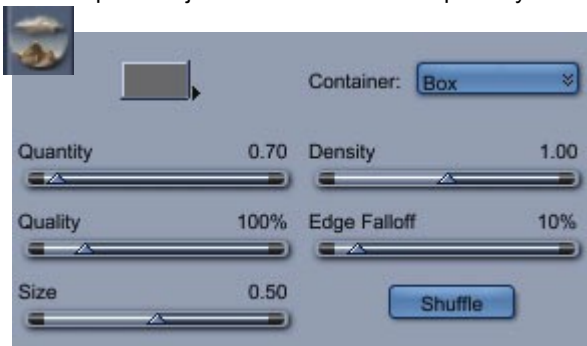 Container: Box
Quantity 0.70 Density 1.00
Quality 100% Edge Falloff 10%
Size 0.50 Shuffle